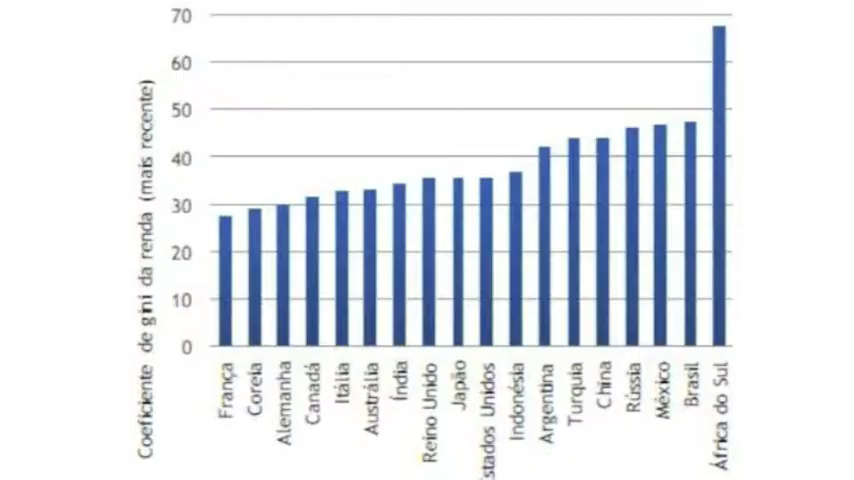 Coeficiente de gini da renda (mais recente)
70
60
50
40
30
20
10
0
França
Coreia
Alemanha
Canadá
Itália
Austrália
Índia
Reino Unido
Japão
Estados Unidos
Indonésia
Argentina
Turquia
China
Rússia
México
Brasil
África do Sul